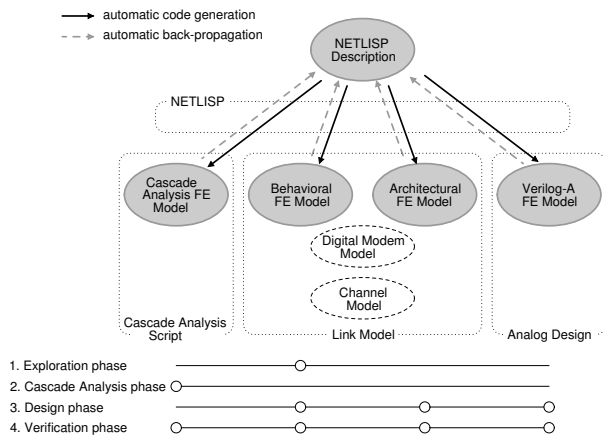 automatic code generation
automatic back-propagation
NETLISP
Description
NETLISP
Cascade
Analysis FE
Model
Behavioral
FE Model
Architectural
FE Model
Verilog-A
FE Model
Digital Modem
Model
Channel
Model
Cascade Analysis
Script
Link Model
Analog Design
1. Exploration phase
2. Cascade Analysis phase
3. Design phase
4. Verification phase